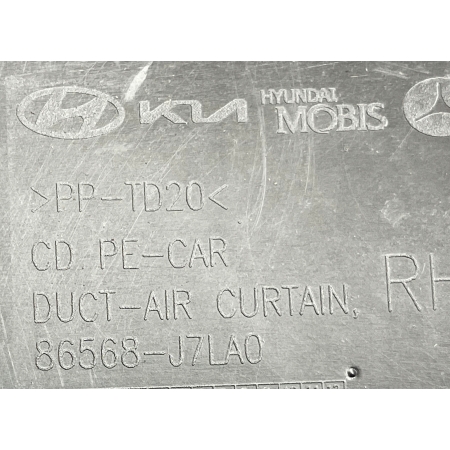 KIA HYUNDAI MOBIS
>PP-TD20<
CD. PE-CAR
DUCT-AIR CURTAIN, RH
86568-J7LA0